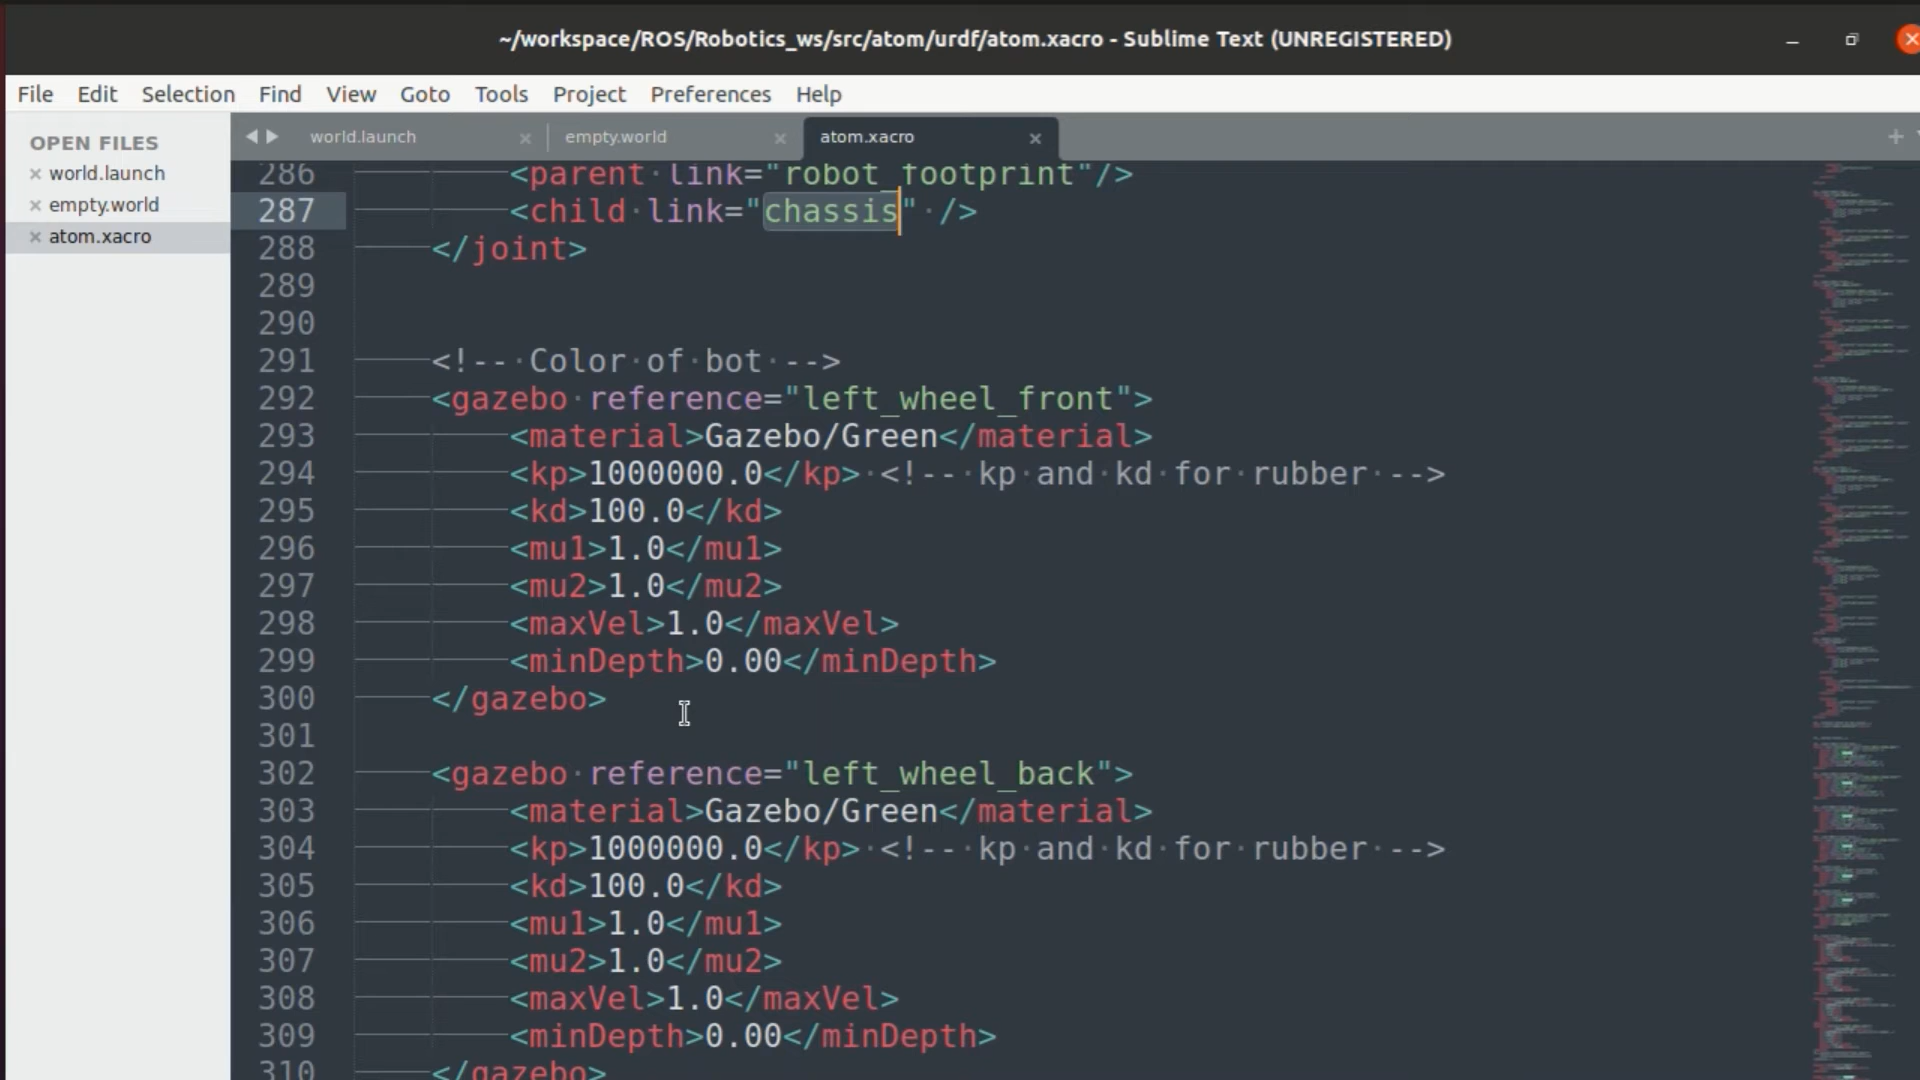 ~/workspace/ROS/Robotics_ws/src/atom/urdf/atom.xacro - Sublime Text (UNREGISTERED)
File Edit Selection Find View Goto Tools Project Preferences Help
OPEN FILES
world.launch
empty.world
atom.xacro
world.launch empty.world atom.xacro
286 <parent link="robot_footprint"/>
287 <child link="chassis" />
288 </joint>
289
290
291 <!-- Color of bot -->
292 <gazebo reference="left_wheel_front">
293 <material>Gazebo/Green</material>
294 <kp>1000000.0</kp> <!-- kp and kd for rubber -->
295 <kd>100.0</kd>
296 <mu1>1.0</mu1>
297 <mu2>1.0</mu2>
298 <maxVel>1.0</maxVel>
299 <minDepth>0.00</minDepth>
300 </gazebo>
301
302 <gazebo reference="left_wheel_back">
303 <material>Gazebo/Green</material>
304 <kp>1000000.0</kp> <!-- kp and kd for rubber -->
305 <kd>100.0</kd>
306 <mu1>1.0</mu1>
307 <mu2>1.0</mu2>
308 <maxVel>1.0</maxVel>
309 <minDepth>0.00</minDepth>
310 </gazebo>